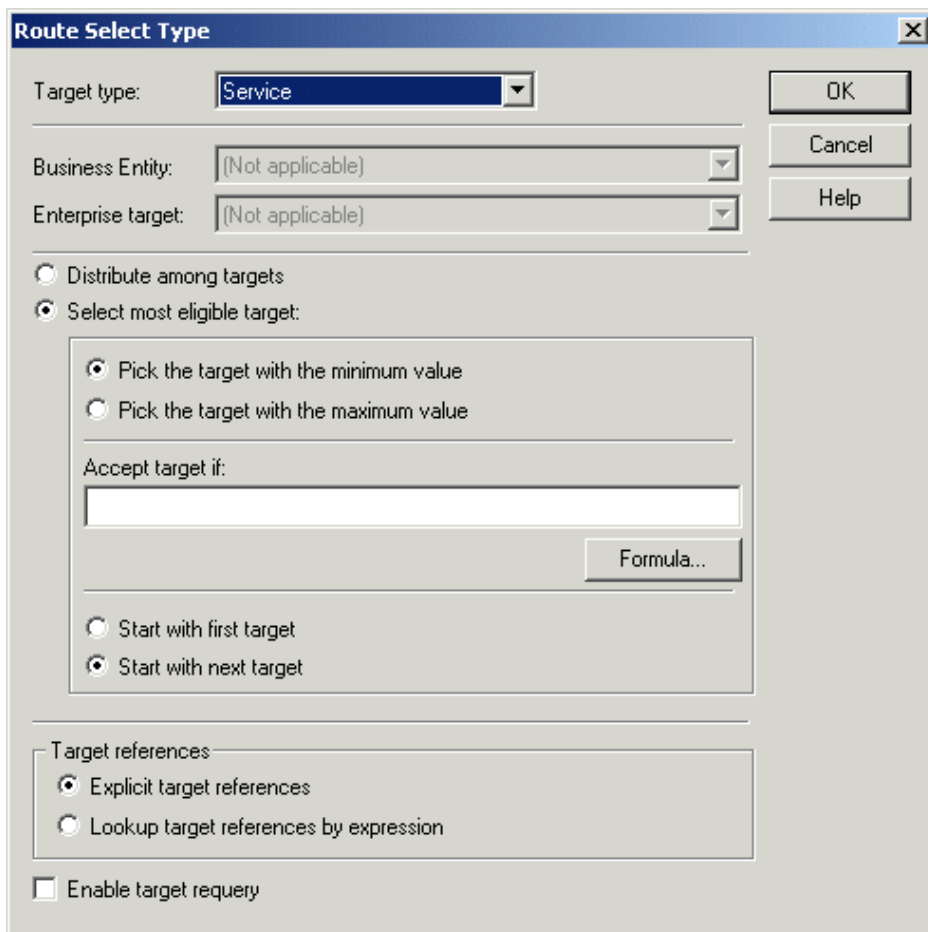 Route Select Type
Target type: Service
OK
Cancel
Business Entity: (Not applicable)
Help
Enterprise target: (Not applicable)
Distribute among targets
Select most eligible target:
Pick the target with the minimum value
Pick the target with the maximum value
Accept target if:
Formula...
Start with first target
Start with next target
Target references
Explicit target references
Lookup target references by expression
Enable target requery